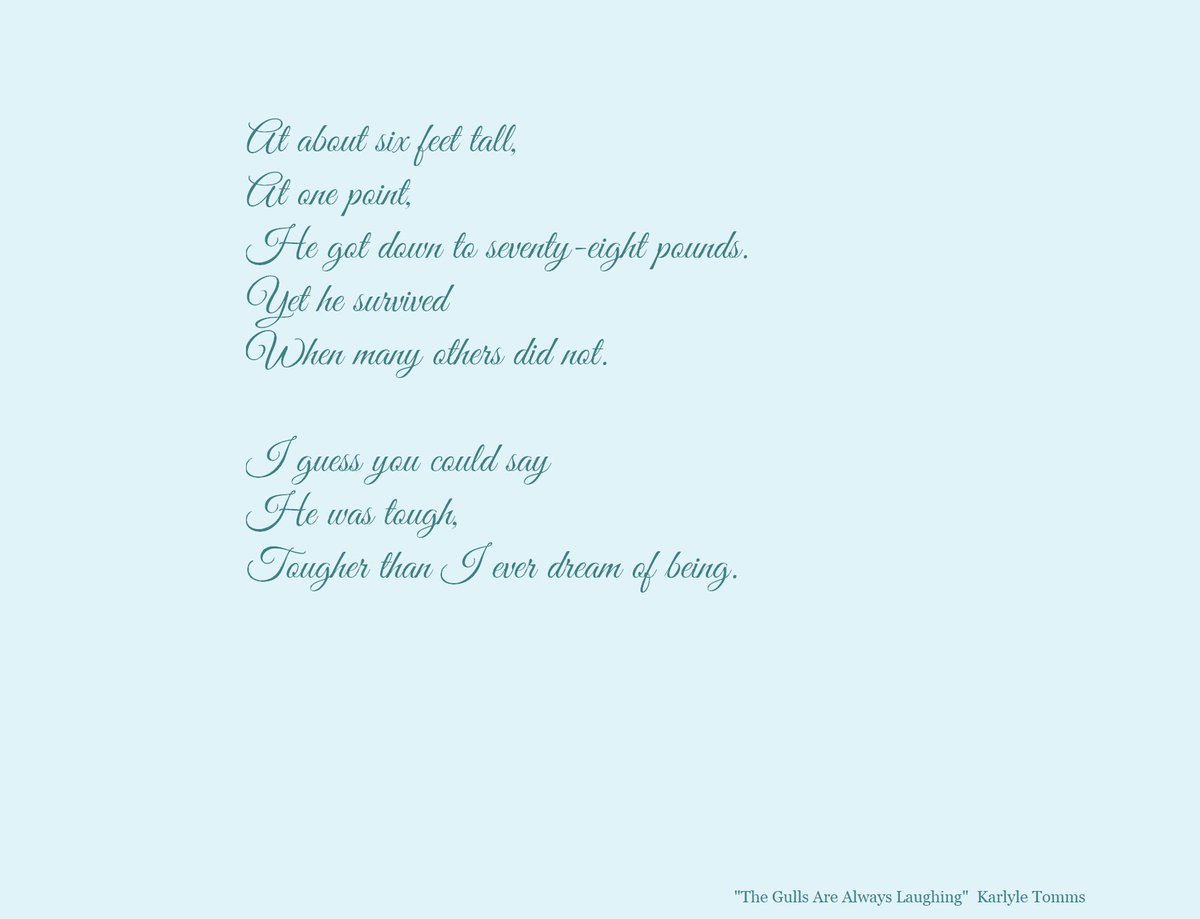 At about six feet tall,
At one point,
He got down to seventy-eight pounds.
Yet he survived
When many others did not.
I guess you could say
He was tough,
Tougher than I ever dream of being.
"The Gulls Are Always Laughing"  Karlyle Tomms